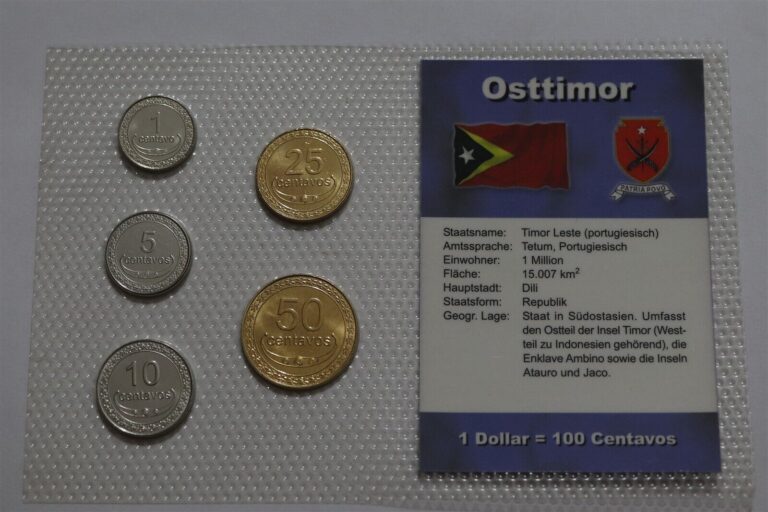 1
centavo
5
centavos
10
centavos
25
centavos
50
centavos
Osttimor
PATRIA POVO
Staatsname: Timor Leste (portugiesisch)
Amtssprache: Tetum, Portugiesisch
Einwohner: 1 Million
Fläche: 15.007 km²
Hauptstadt: Dili
Staatsform: Republik
Geogr. Lage: Staat in Südostasien. Umfasst
den Ostteil der Insel Timor (West-
teil zu Indonesien gehörend), die
Enklave Ambino sowie die Inseln
Atauro und Jaco.
1 Dollar = 100 Centavos